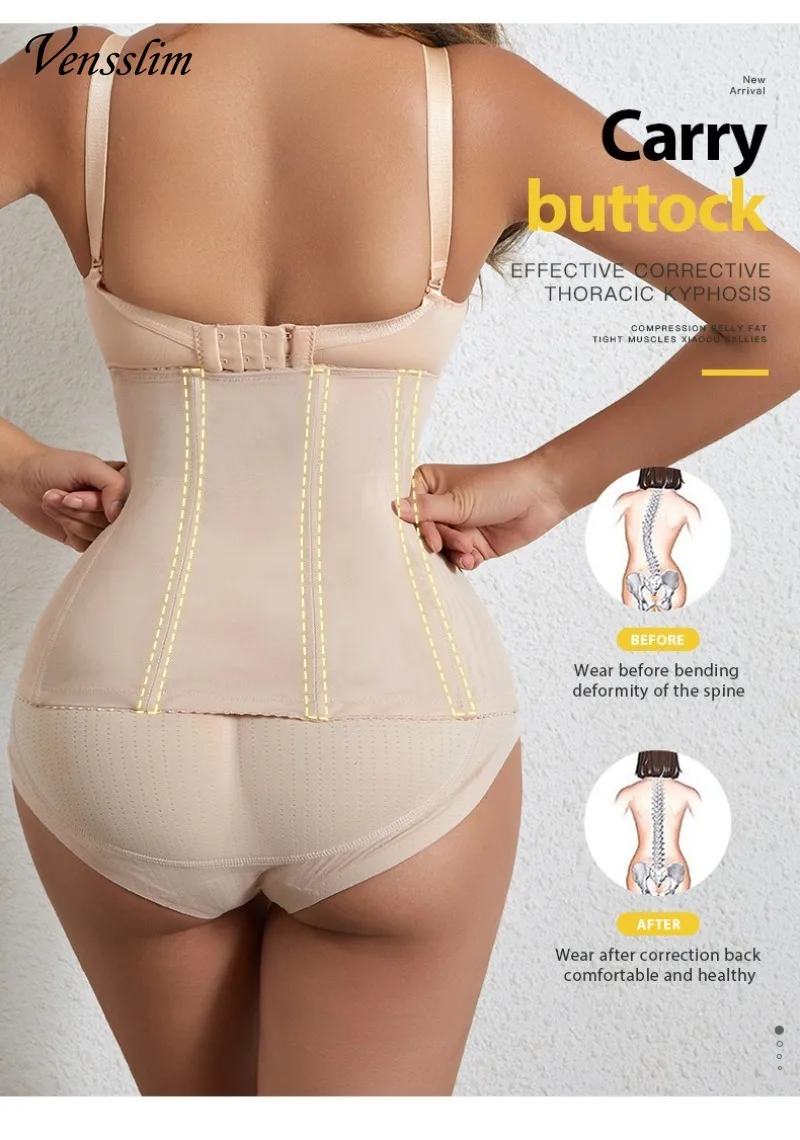 Vensslim
New
Arrival
Carry
buttock
EFFECTIVE CORRECTIVE
THORACIC KYPHOSIS
COMPRESSION BELLY FAT
TIGHT MUSCLES XIAODU BELLIES
BEFORE
Wear before bending
deformity of the spine
AFTER
Wear after correction back
comfortable and healthy